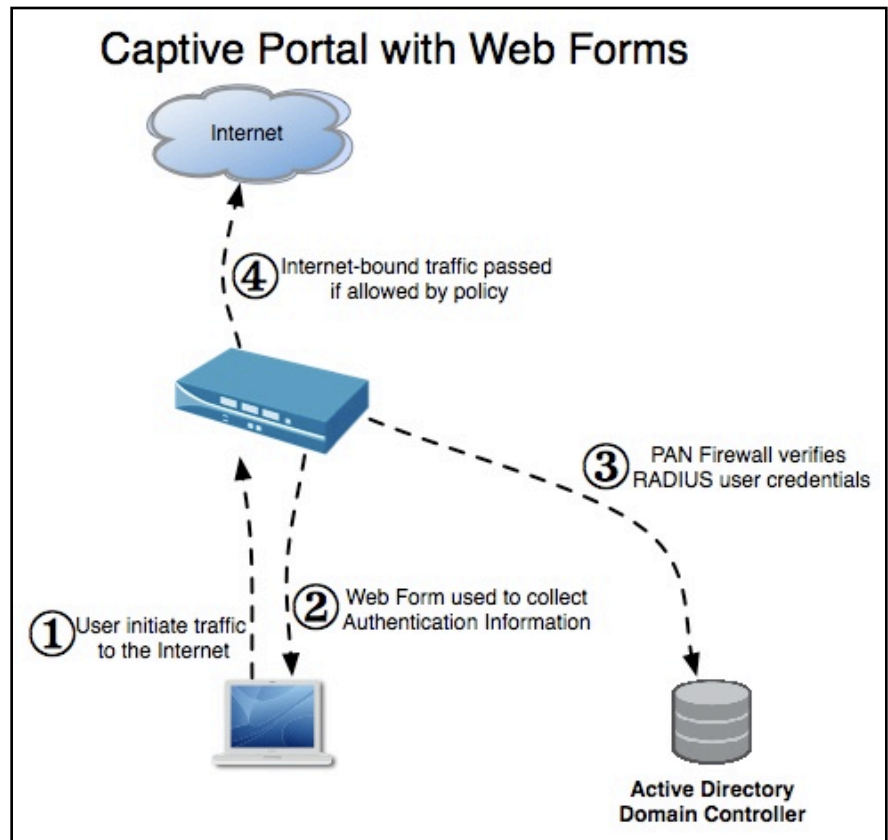 Captive Portal with Web Forms
Internet
④ Internet-bound traffic passed
if allowed by policy
③ PAN Firewall verifies
RADIUS user credentials
② Web Form used to collect
Authentication Information
① User initiate traffic
to the Internet
Active Directory
Domain Controller